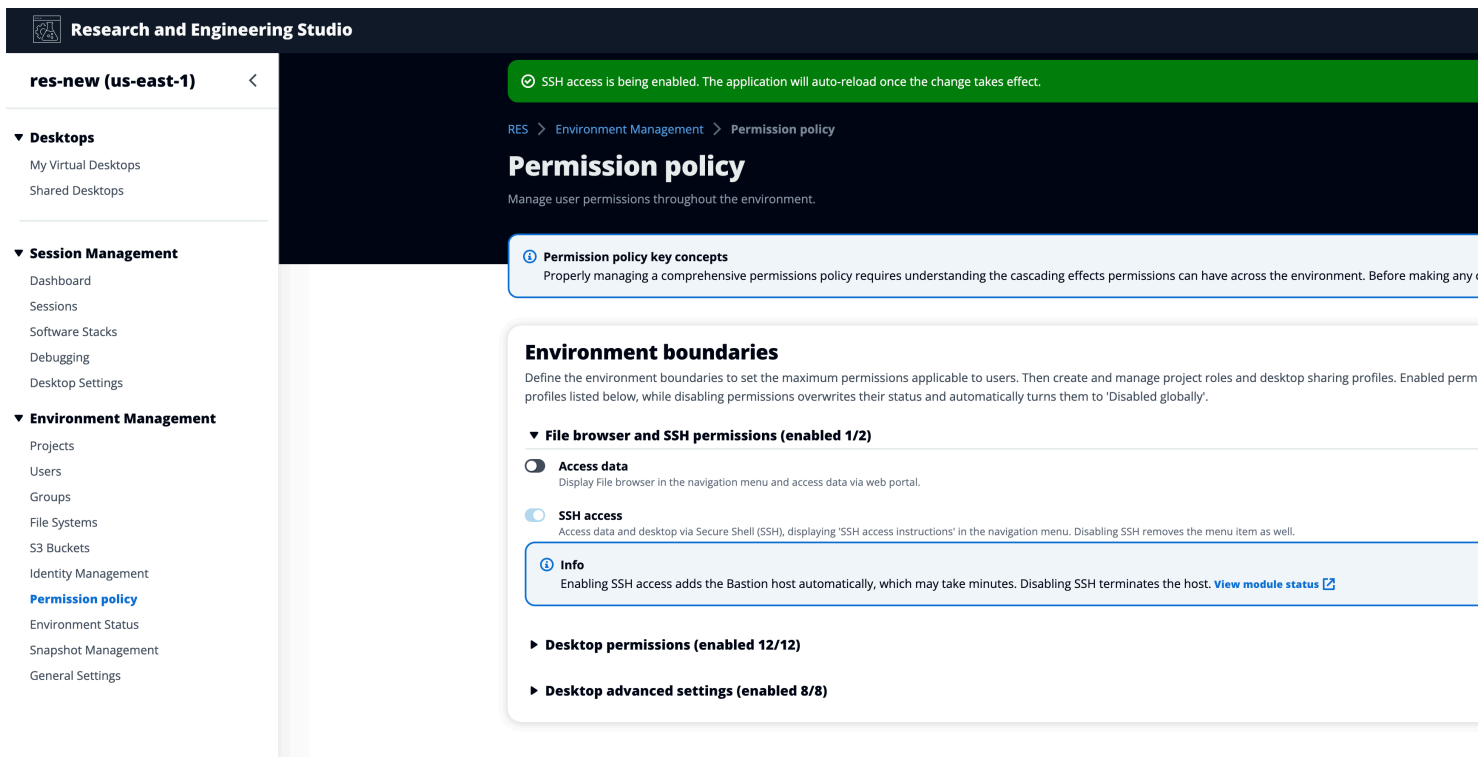 Research and Engineering Studio
res-new (us-east-1)
Desktops
My Virtual Desktops
Shared Desktops
Session Management
Dashboard
Sessions
Software Stacks
Debugging
Desktop Settings
Environment Management
Projects
Users
Groups
File Systems
S3 Buckets
Identity Management
Permission policy
Environment Status
Snapshot Management
General Settings
SSH access is being enabled. The application will auto-reload once the change takes effect.
RES > Environment Management > Permission policy
Permission policy
Manage user permissions throughout the environment.
Permission policy key concepts
Properly managing a comprehensive permissions policy requires understanding the cascading effects permissions can have across the environment. Before making any
Environment boundaries
Define the environment boundaries to set the maximum permissions applicable to users. Then create and manage project roles and desktop sharing profiles. Enabled perm
profiles listed below, while disabling permissions overwrites their status and automatically turns them to 'Disabled globally'.
File browser and SSH permissions (enabled 1/2)
Access data
Display File browser in the navigation menu and access data via web portal.
SSH access
Access data and desktop via Secure Shell (SSH), displaying 'SSH access instructions' in the navigation menu. Disabling SSH removes the menu item as well.
Info
Enabling SSH access adds the Bastion host automatically, which may take minutes. Disabling SSH terminates the host. View module status
Desktop permissions (enabled 12/12)
Desktop advanced settings (enabled 8/8)